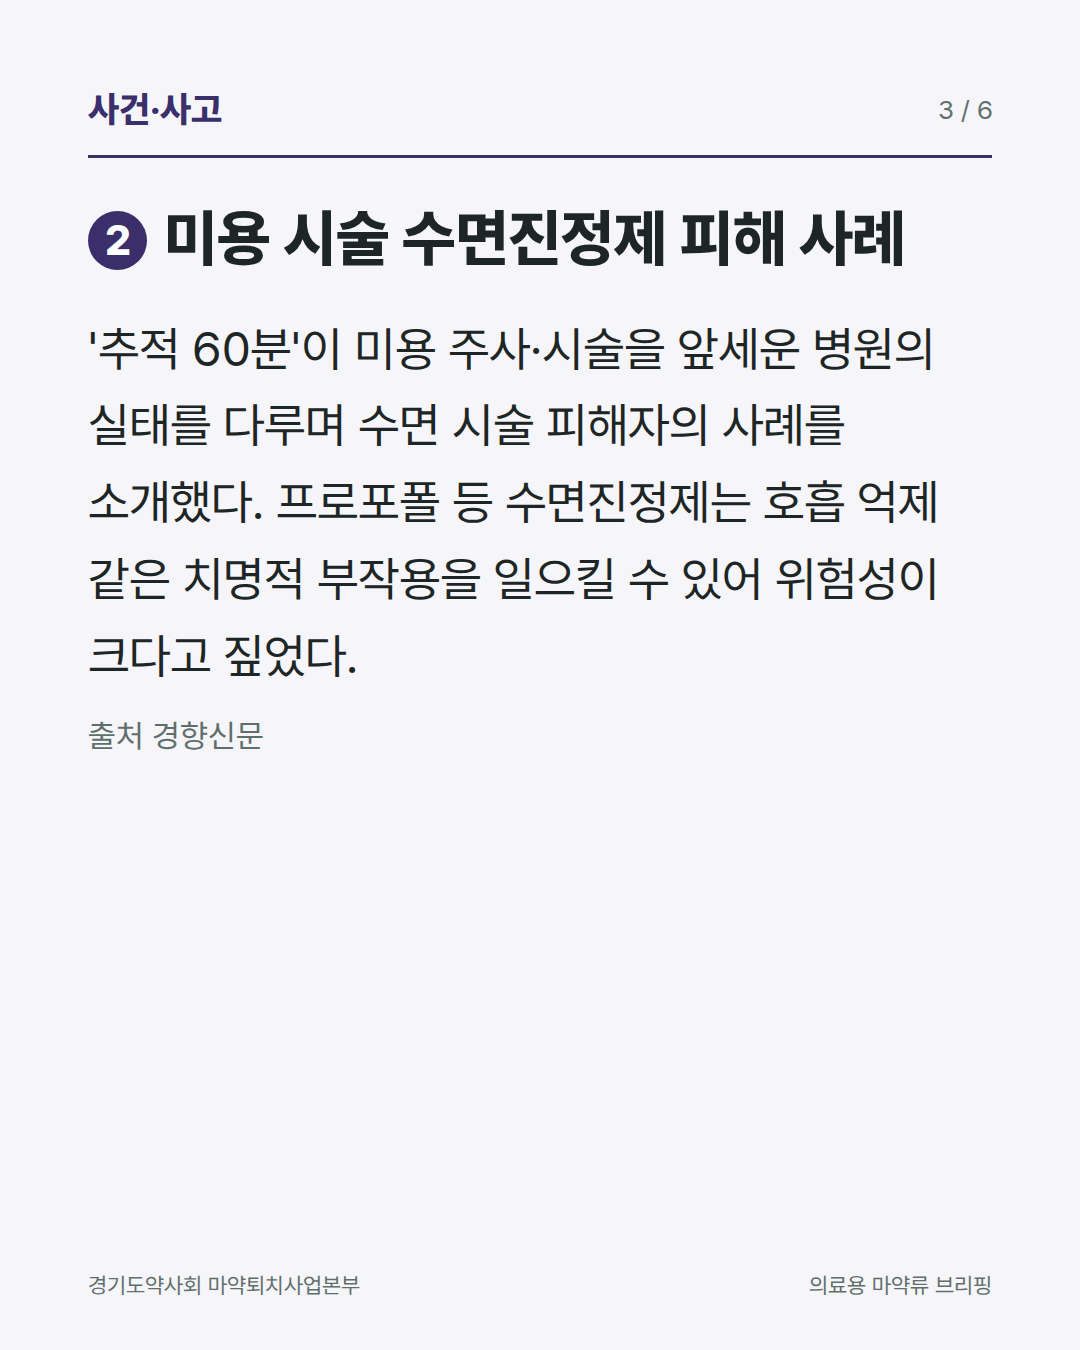 사건·사고
3 / 6
2 미용 시술 수면진정제 피해 사례
'추적 60분'이 미용 주사·시술을 앞세운 병원의
실태를 다루며 수면 시술 피해자의 사례를
소개했다. 프로포폴 등 수면진정제는 호흡 억제
같은 치명적 부작용을 일으킬 수 있어 위험성이
크다고 짚었다.
출처 경향신문
경기도약사회 마약퇴치사업본부
의료용 마약류 브리핑